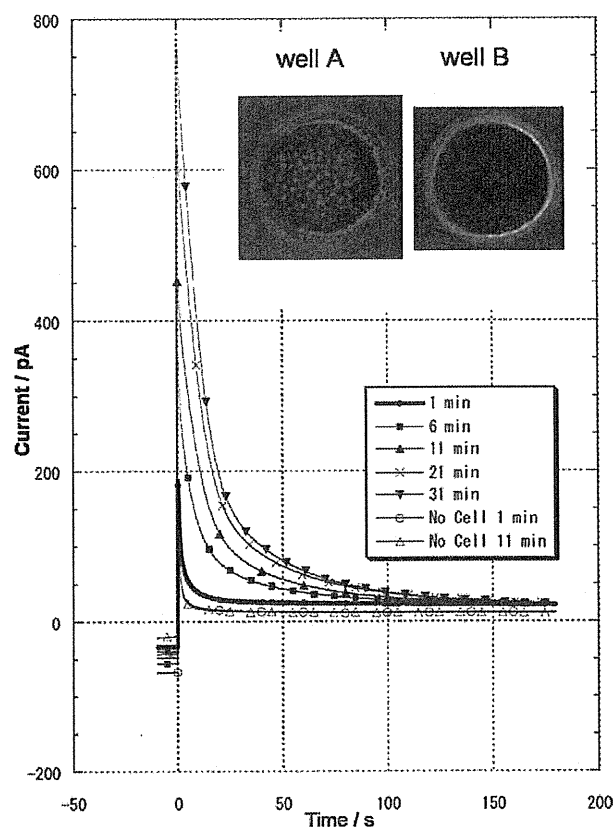 800
well A
well B
600
400
Current / pA
1 min
6 min
11 min
21 min
31 min
No Cell 1 min
No Cell 11 min
200
0
-200
-50
0
50
100
150
200
Time / s